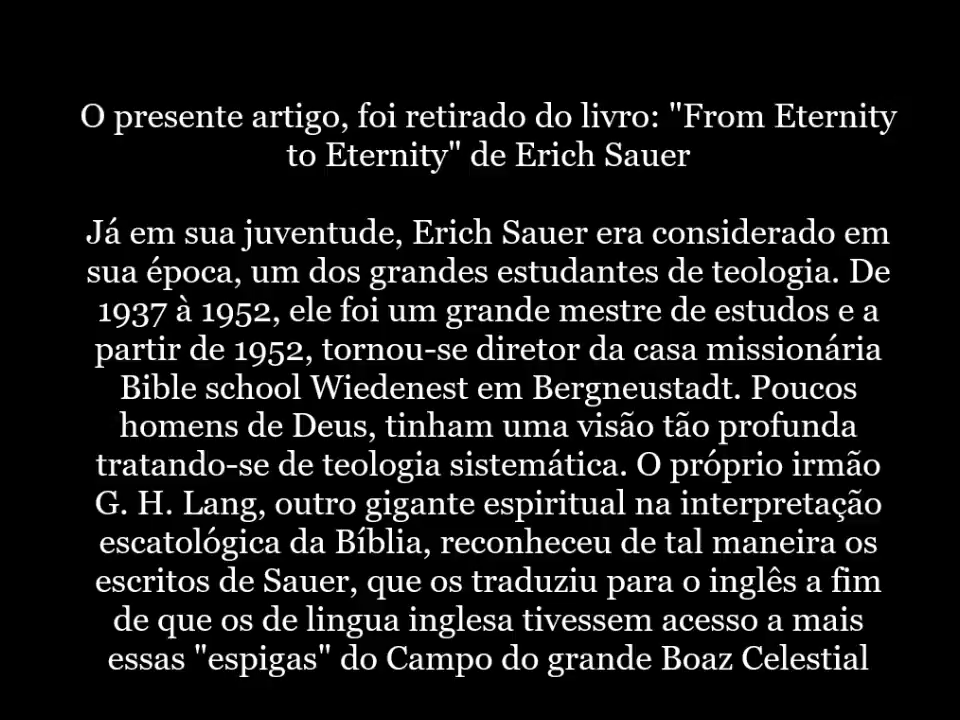 O presente artigo, foi retirado do livro: "From Eternity
to Eternity" de Erich Sauer
Já em sua juventude, Erich Sauer era considerado em
sua época, um dos grandes estudantes de teologia. De
1937 à 1952, ele foi um grande mestre de estudos e a
partir de 1952, tornou-se diretor da casa missionária
Bible school Wiedenest em Bergneustadt. Poucos
homens de Deus, tinham uma visão tão profunda
tratando-se de teologia sistemática. O próprio irmão
G. H. Lang, outro gigante espiritual na interpretação
escatológica da Bíblia, reconheceu de tal maneira os
escritos de Sauer, que os traduziu para o inglês a fim
de que os de lingua inglesa tivessem acesso a mais
essas "espigas" do Campo do grande Boaz Celestial